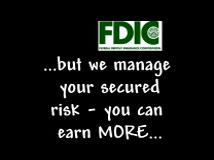 FDIC
FEDERAL DEPOSIT INSURANCE CORPORATION
...but we manage
your secured
risk - you can
earn MORE...